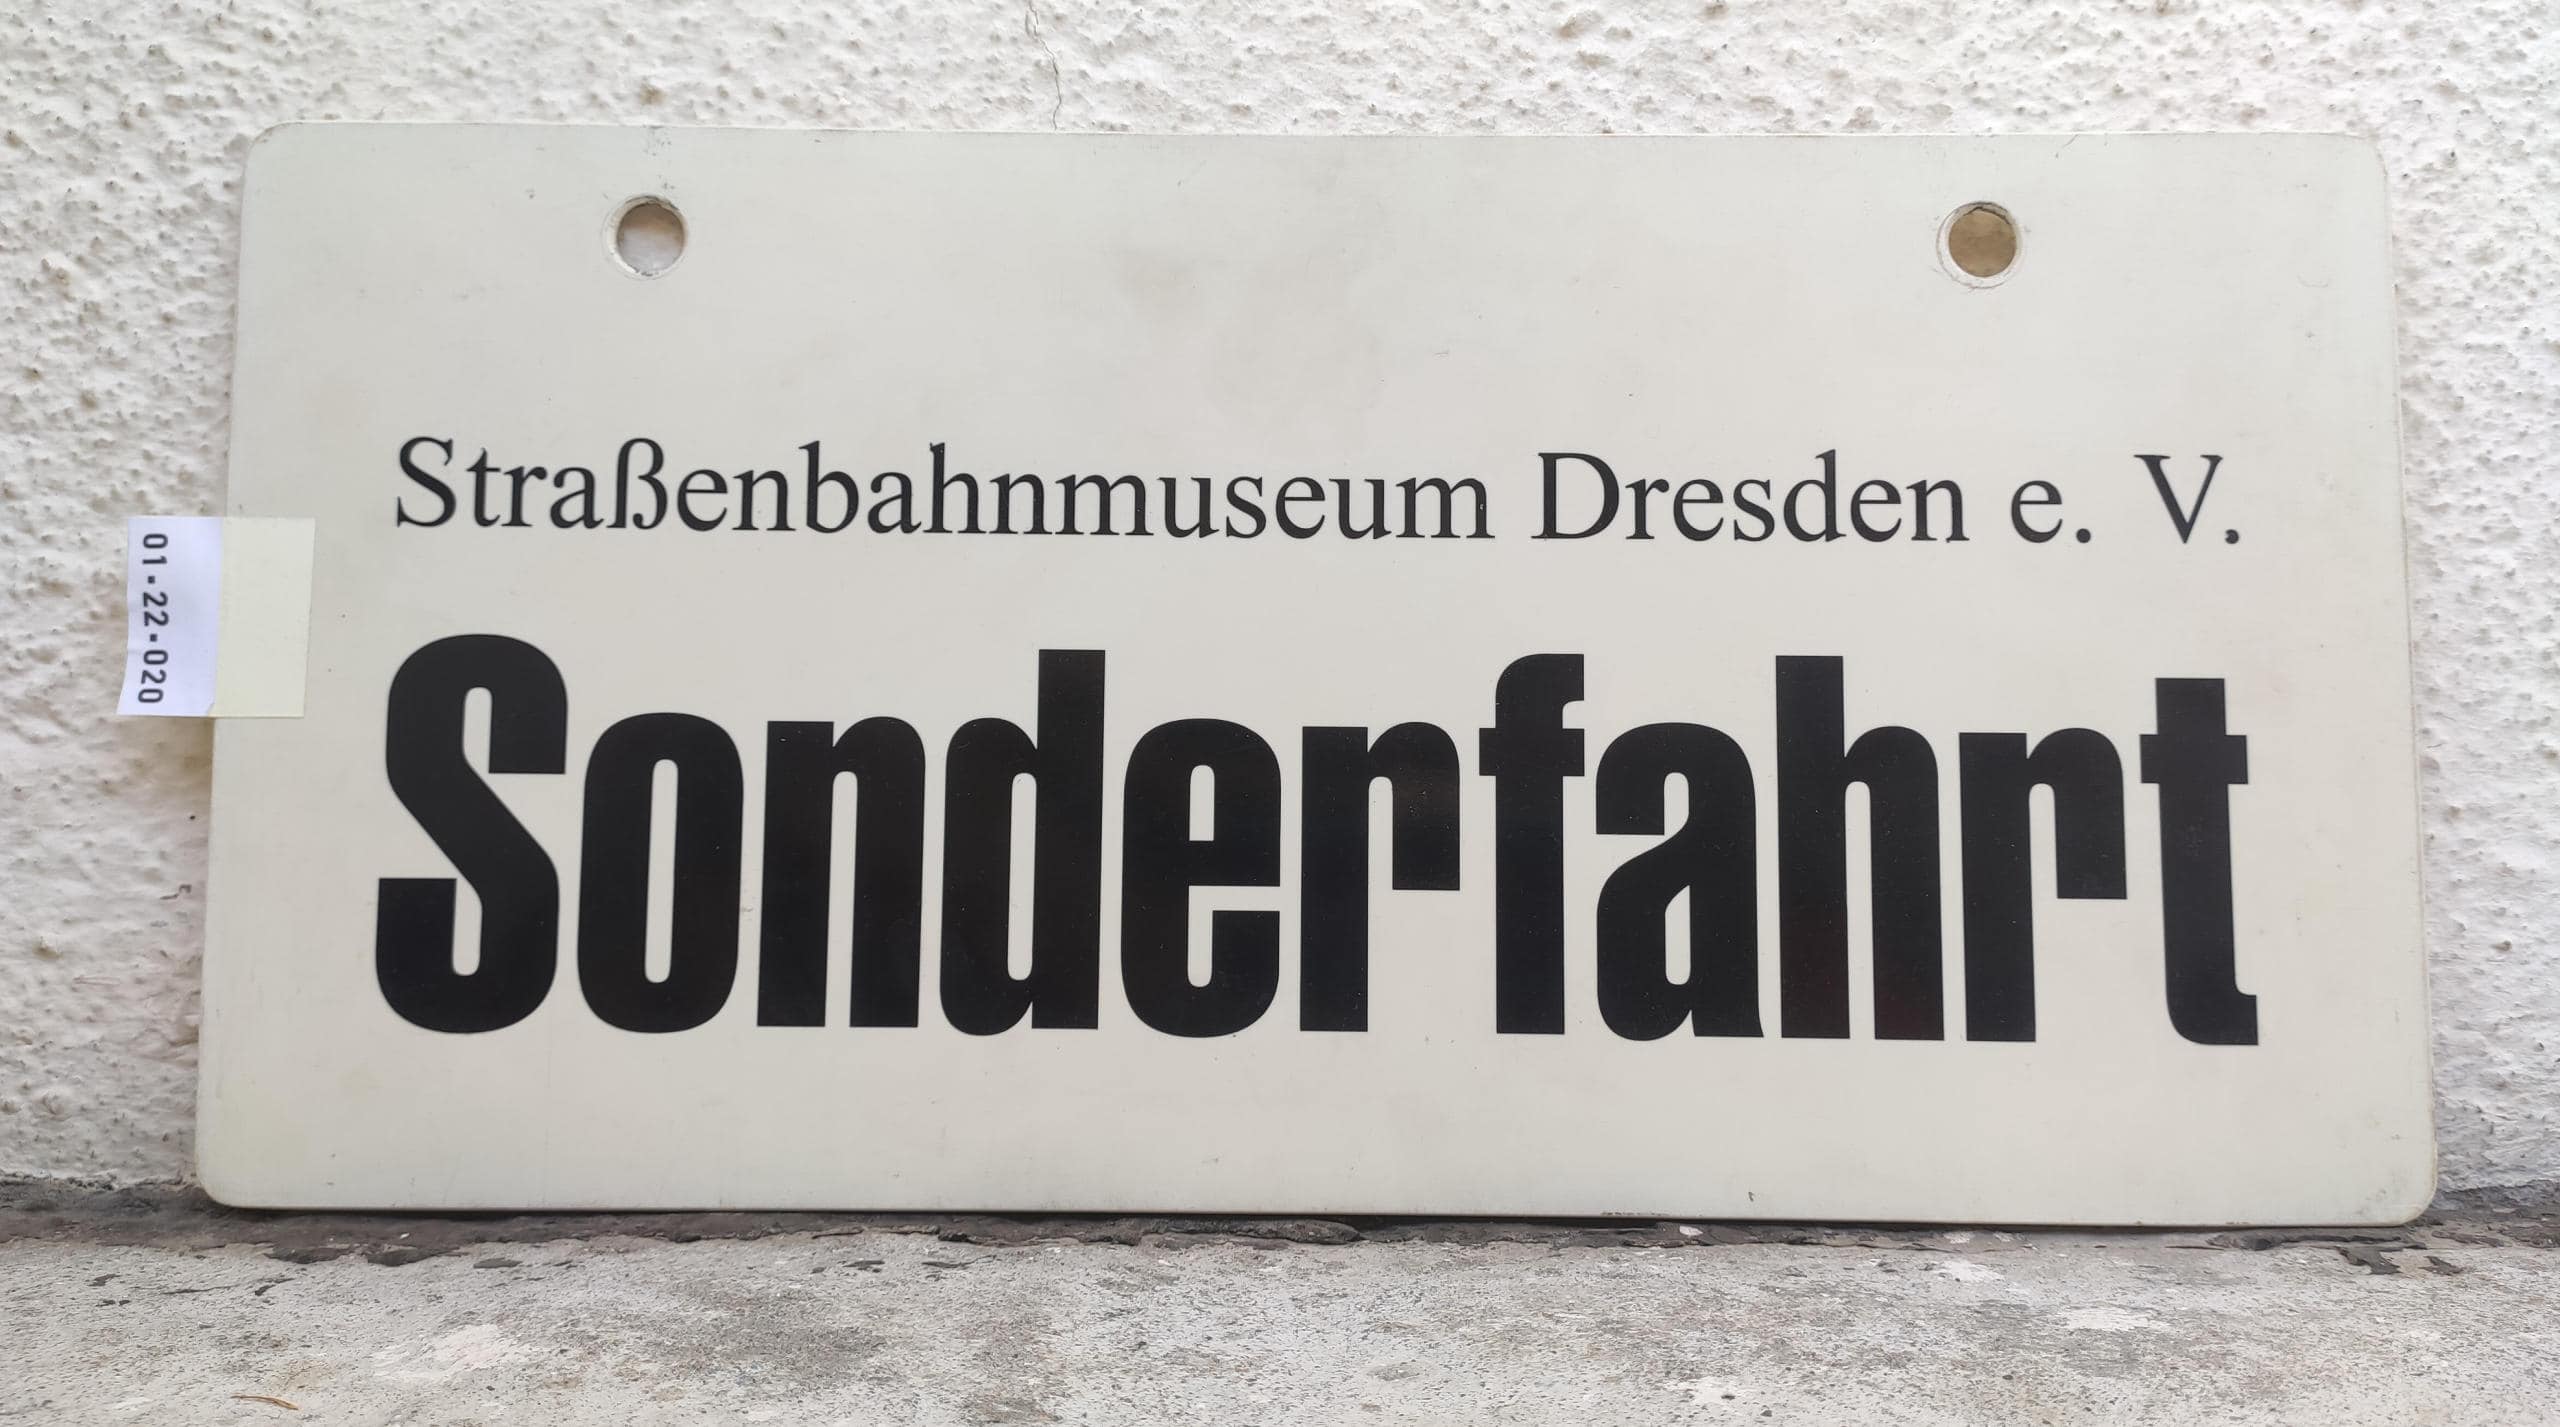 Straßenbahnmuseum Dresden e. V.
Sonderfahrt
01-22-020